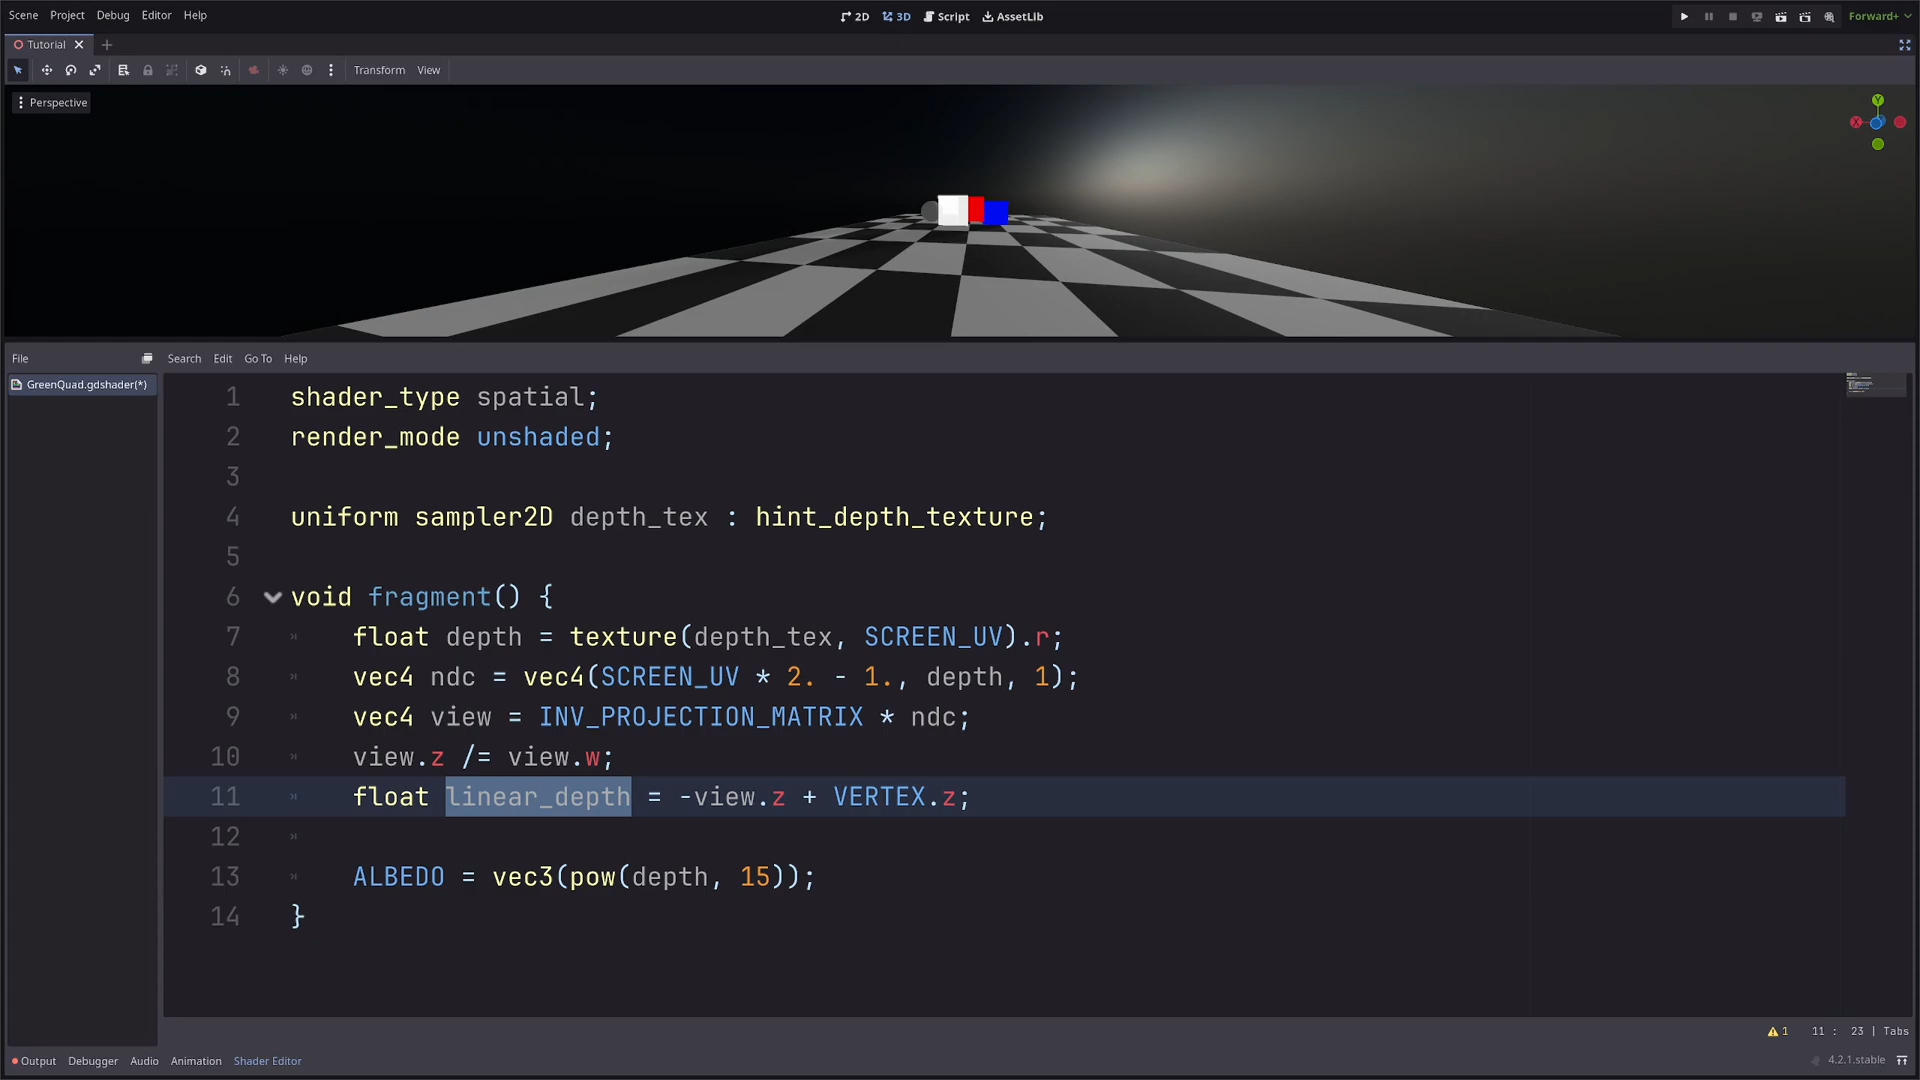 Scene Project Debug Editor Help
2D 3D Script AssetLib
Forward+
Tutorial
Transform View
Perspective
Y
X
File
Search Edit Go To Help
GreenQuad.gdshader(*)
1 shader_type spatial;
2 render_mode unshaded;
3
4 uniform sampler2D depth_tex : hint_depth_texture;
5
6 void fragment() {
7 float depth = texture(depth_tex, SCREEN_UV).r;
8 vec4 ndc = vec4(SCREEN_UV * 2. - 1., depth, 1);
9 vec4 view = INV_PROJECTION_MATRIX * ndc;
10 view.z /= view.w;
11 float linear_depth = -view.z + VERTEX.z;
12
13 ALBEDO = vec3(pow(depth, 15));
14 }
1 11 : 23 | Tabs
Output Debugger Audio Animation Shader Editor
4.2.1.stable